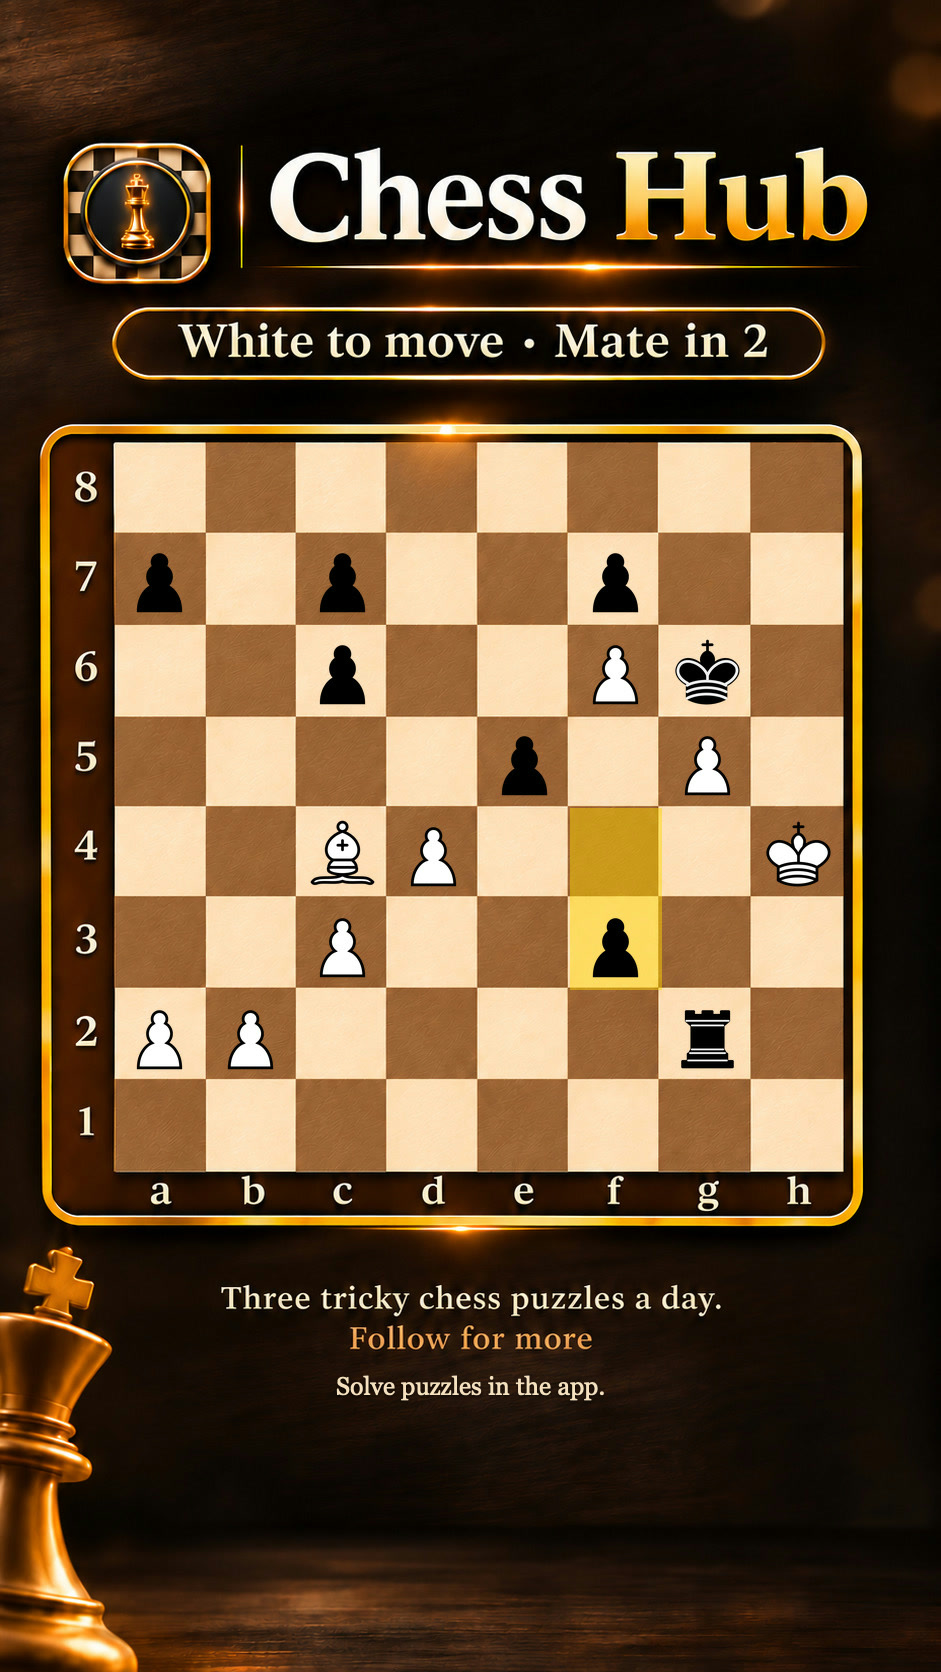 Chess Hub
White to move • Mate in 2
8
7
6
5
4
3
2
1
a b c d e f g h
Three tricky chess puzzles a day.
Follow for more
Solve puzzles in the app.